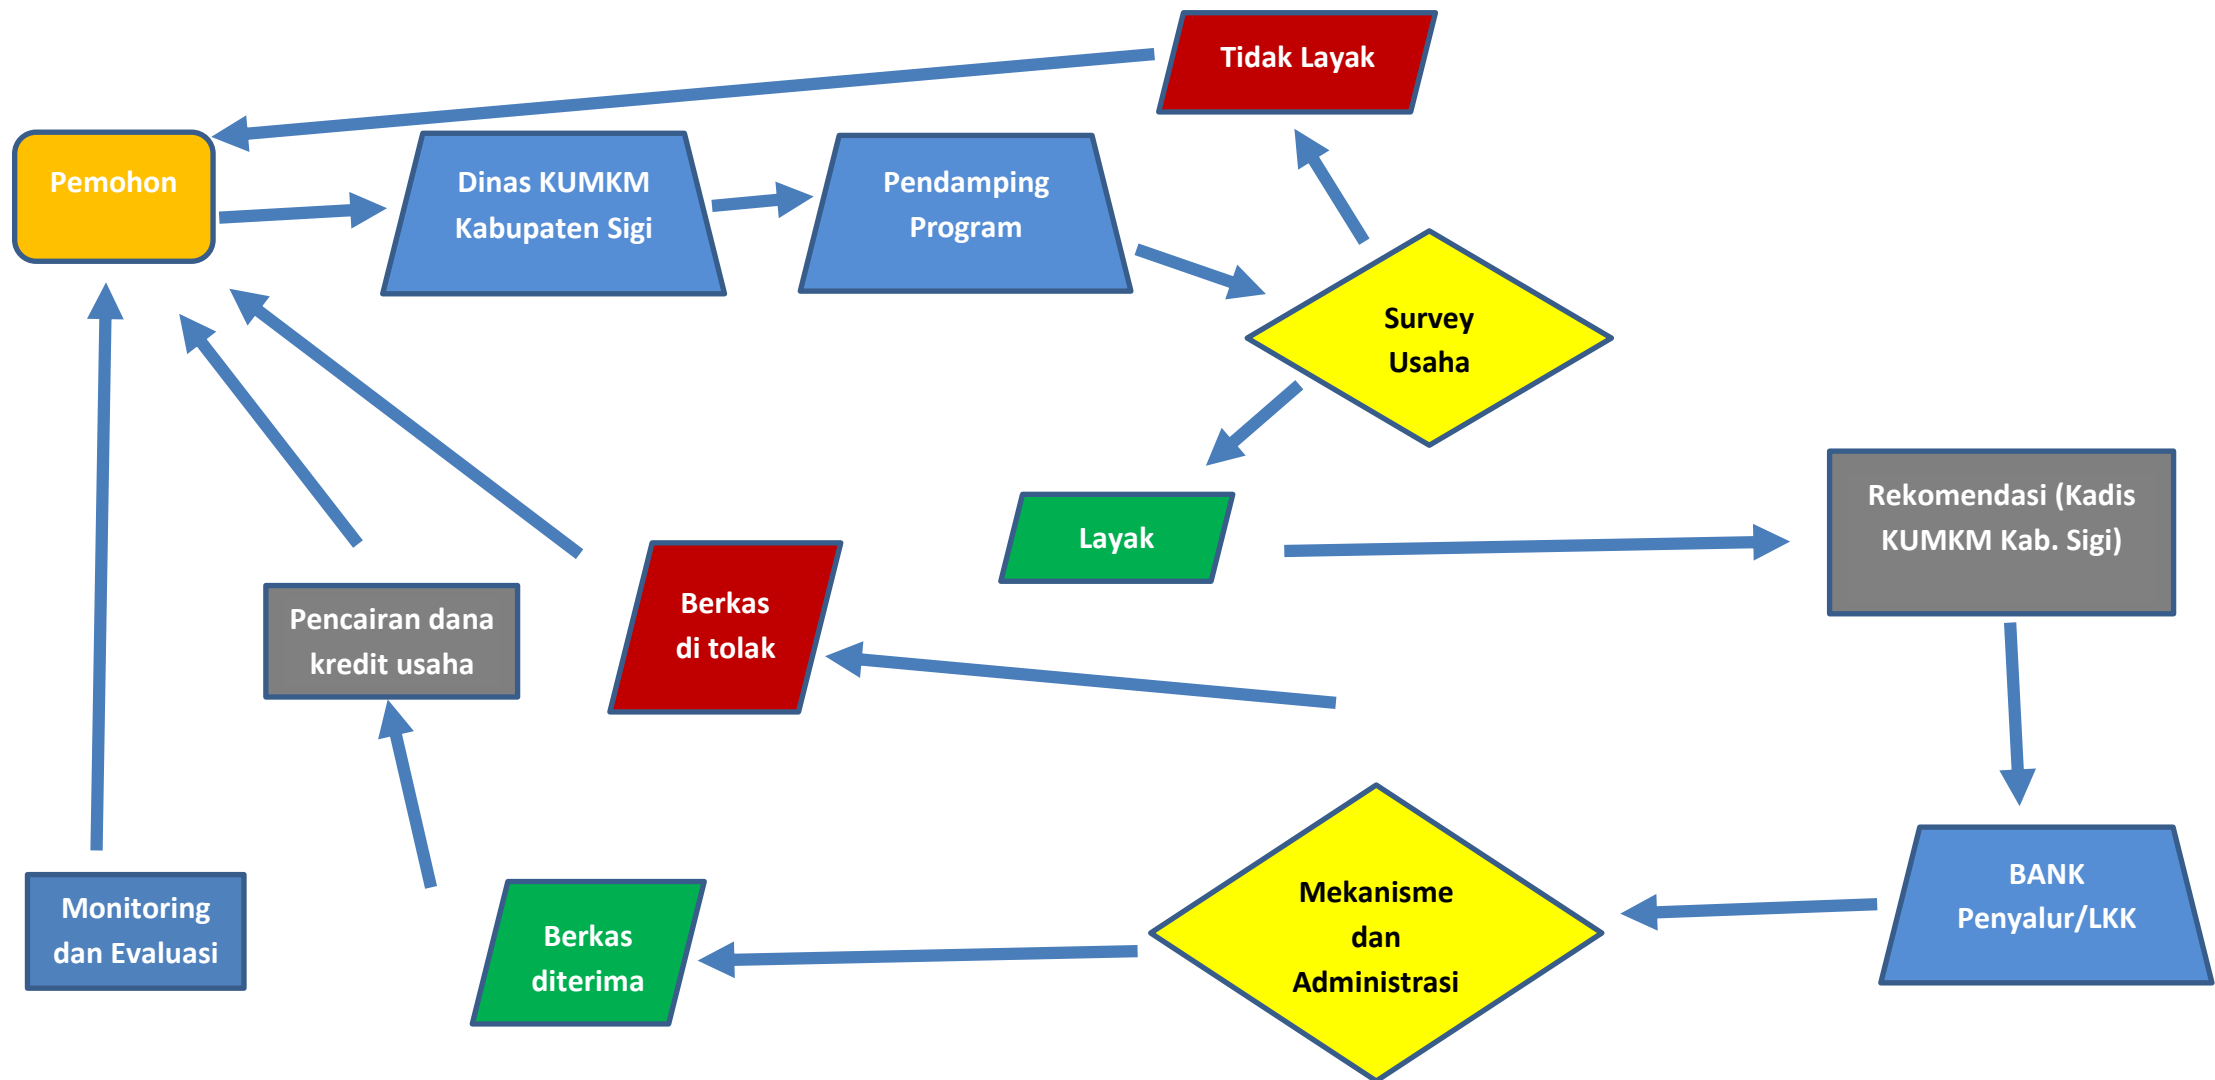 Tidak Layak
Pemohon
Dinas KUMKM
Kabupaten Sigi
Pendamping
Program
Survey
Usaha
Layak
Rekomendasi (Kadis
KUMKM Kab. Sigi)
Berkas
di tolak
Pencairan dana
kredit usaha
BANK
Penyalur/LKK
Mekanisme
dan
Administrasi
Berkas
diterima
Monitoring
dan Evaluasi